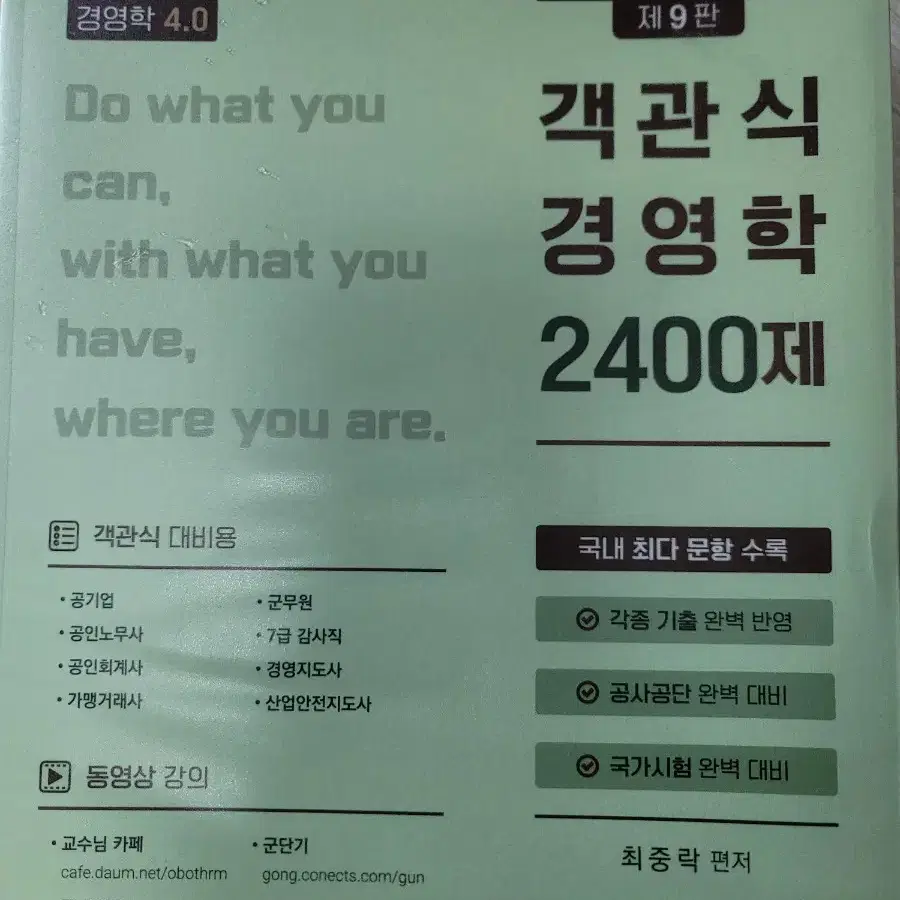 경영학 4.0
제9판
Do what you
can,
with what you
have,
where you are.
객관식
경영학
2400제
객관식 대비용
• 공기업
• 공인노무사
• 공인회계사
• 가맹거래사
• 군무원
• 7급 감사직
• 경영지도사
• 산업안전지도사
동영상 강의
• 교수님 카페
cafe.daum.net/obothrm
• 군단기
gong.conects.com/gun
국내 최다 문항 수록
각종 기출 완벽 반영
공사공단 완벽 대비
국가시험 완벽 대비
최중락 편저